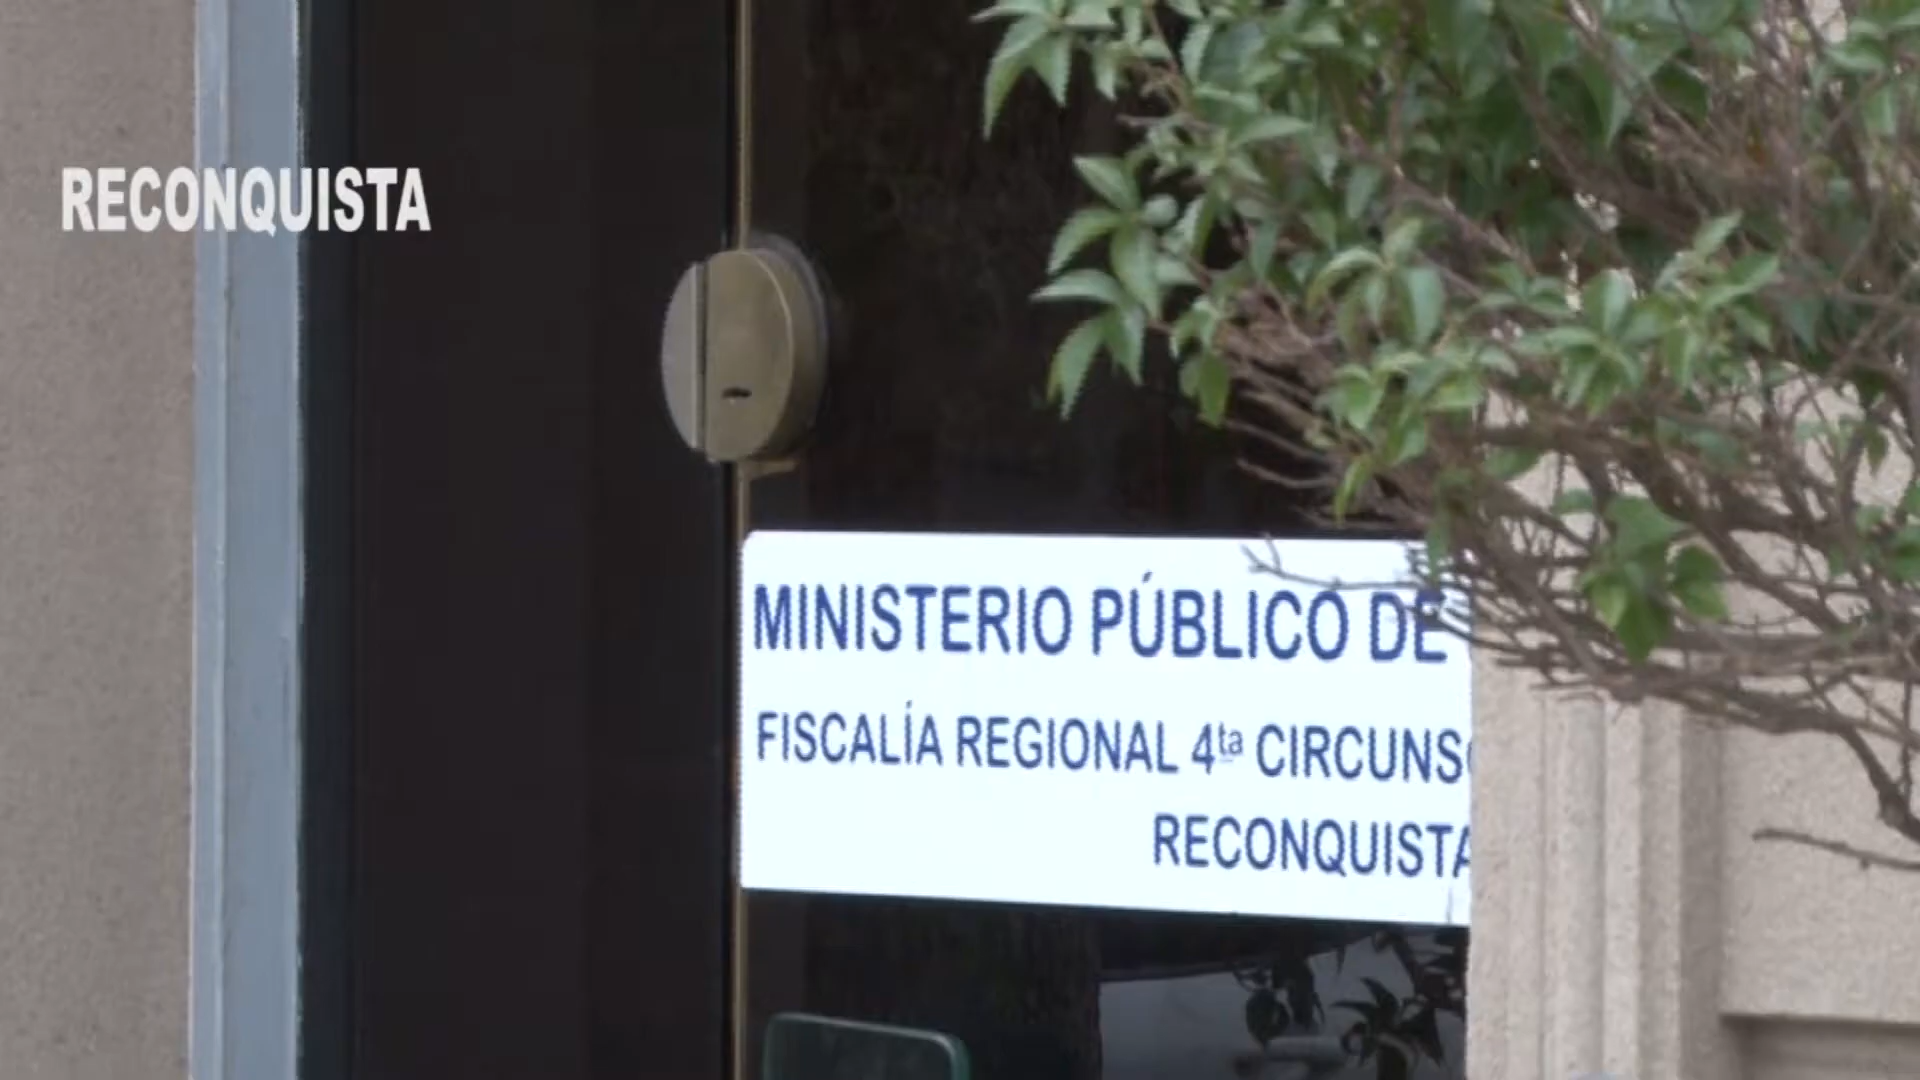 RECONQUISTA
MINISTERIO PÚBLICO DE
FISCALÍA REGIONAL 4ta
RECONQUISTA